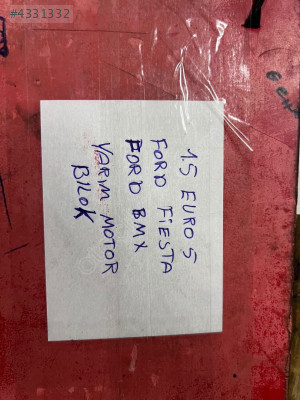 #4331332
1.5 EURO 5
FORD FIESTA
FORD BMX
YARIM MOTOR
BLOK